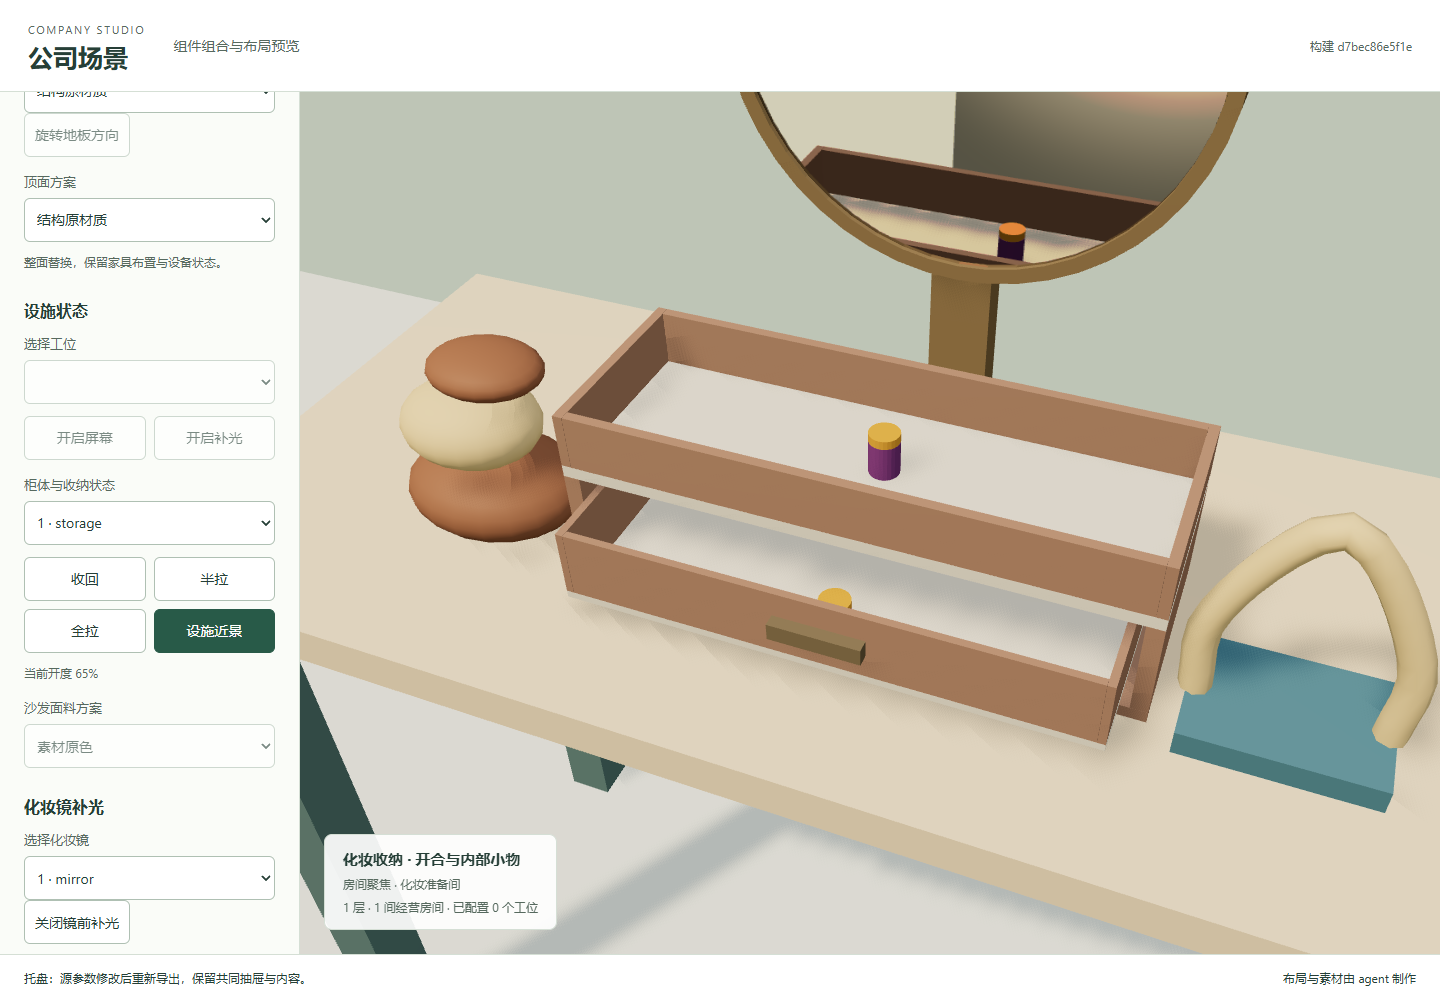 COMPANY STUDIO
公司场景
组件组合与布局预览
构建 d7bec86e5f1e
结构原材质
旋转地板方向
顶面方案
结构原材质
整面替换，保留家具布置与设备状态。
设施状态
选择工位
开启屏幕
开启补光
柜体与收纳状态
1 · storage
收回
半拉
全拉
设施近景
当前开度 65%
沙发面料方案
素材原色
化妆镜补光
选择化妆镜
1 · mirror
关闭镜前补光
化妆收纳 · 开合与内部小物
房间聚焦 · 化妆准备间
1 层 · 1 间经营房间 · 已配置 0 个工位
托盘：源参数修改后重新导出，保留共同抽屉与内容。
布局与素材由 agent 制作